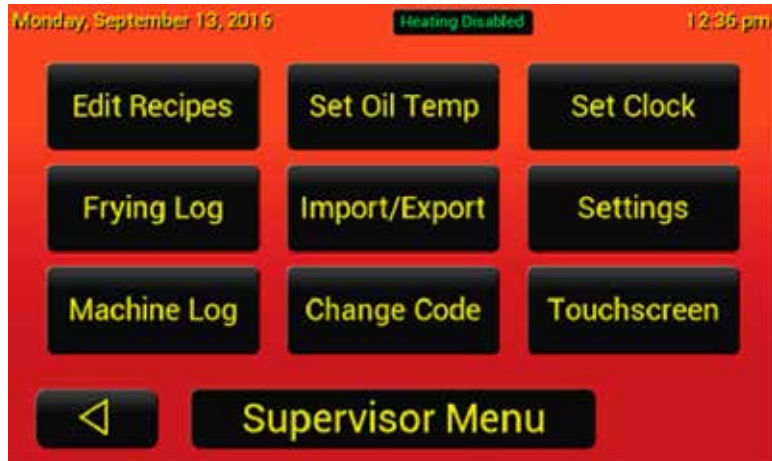 Monday, September 13, 2016 Heating Disabled 12:36 pm
Edit Recipes Set Oil Temp Set Clock
Frying Log Import/Export Settings
Machine Log Change Code Touchscreen
Supervisor Menu